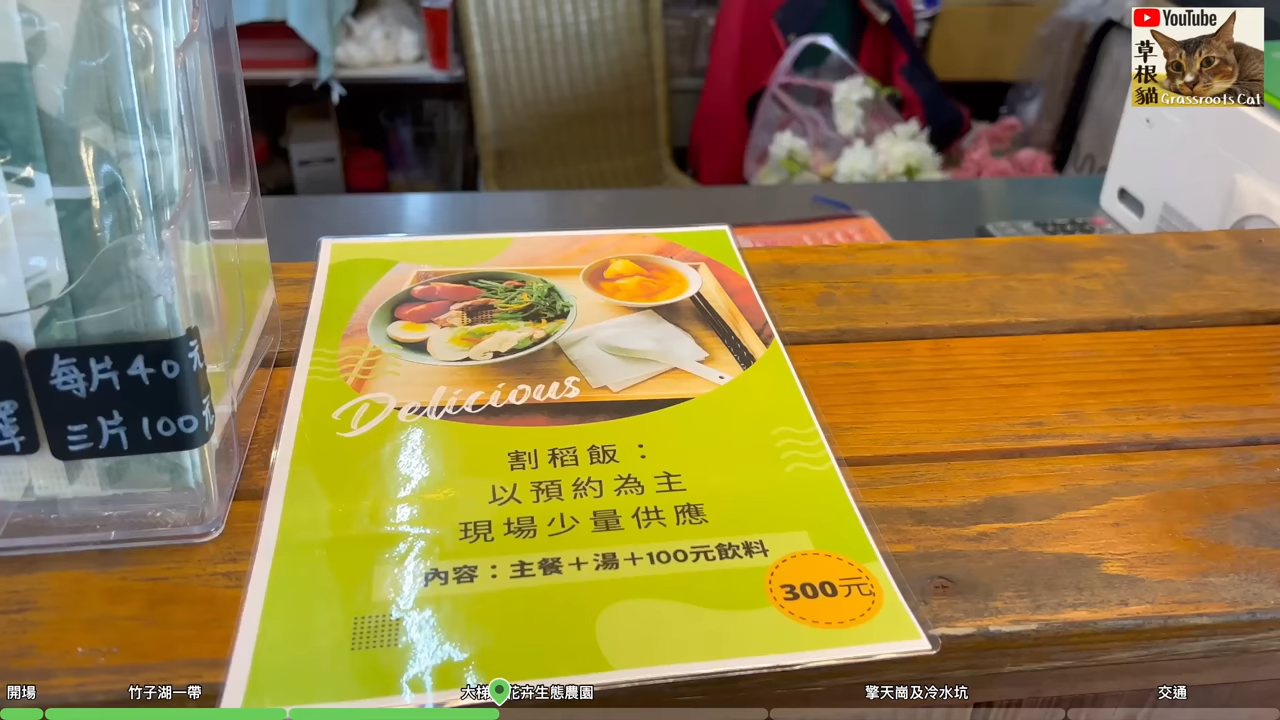 YouTube
草根貓
Grassroots Cat
每片40元
三片100元
罩
Delicious
割稻飯：
以預約為主
現場少量供應
內容：主餐＋湯＋100元飲料
300元
開場
竹子湖一帶
大梯
花卉生態農園
擎天崗及冷水坑
交通